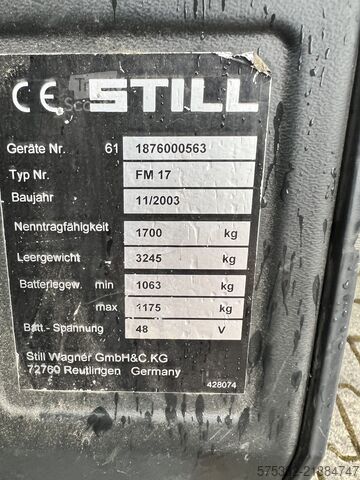 CE STILL
Geräte Nr. 61 1876000563
Typ Nr. FM 17
Baujahr 11/2003
Nenntragfähigkeit 1700 kg
Leergewicht 3245 kg
Batteriegew. min 1063 kg
max 1175 kg
Batt.- Spannung 48 V
Still Wagner GmbH&C.KG
72760 Reutlingen Germany
428074